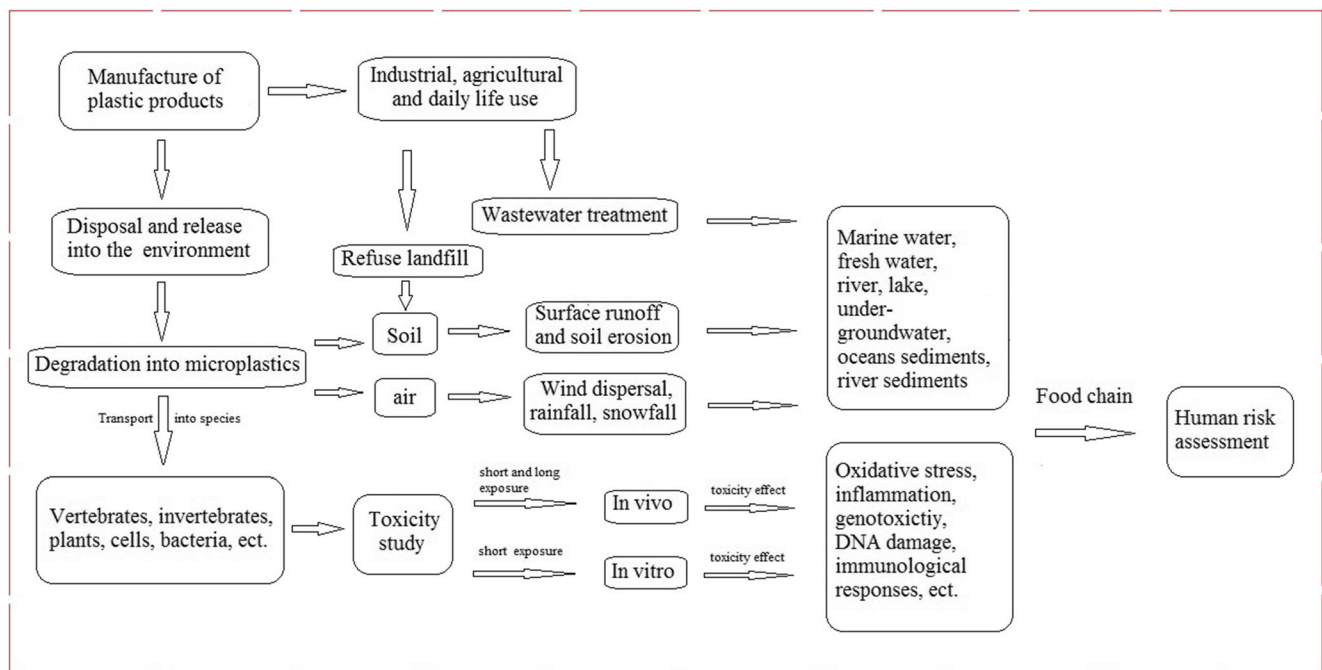 Manufacture of
plastic products
Industrial, agricultural
and daily life use
Disposal and release
into the environment
Wastewater treatment
Refuse landfill
Marine water,
fresh water,
river, lake,
under-
groundwater,
oceans sediments,
river sediments
Soil
Surface runoff
and soil erosion
Degradation into microplastics
air
Wind dispersal,
rainfall, snowfall
Food chain
Human risk
assessment
Transport into species
Vertebrates, invertebrates,
plants, cells, bacteria, ect.
Toxicity
study
short and long
exposure
In vivo
toxicity effect
short exposure
In vitro
toxicity effect
Oxidative stress,
inflammation,
genotoxictiy,
DNA damage,
immunological
responses, ect.